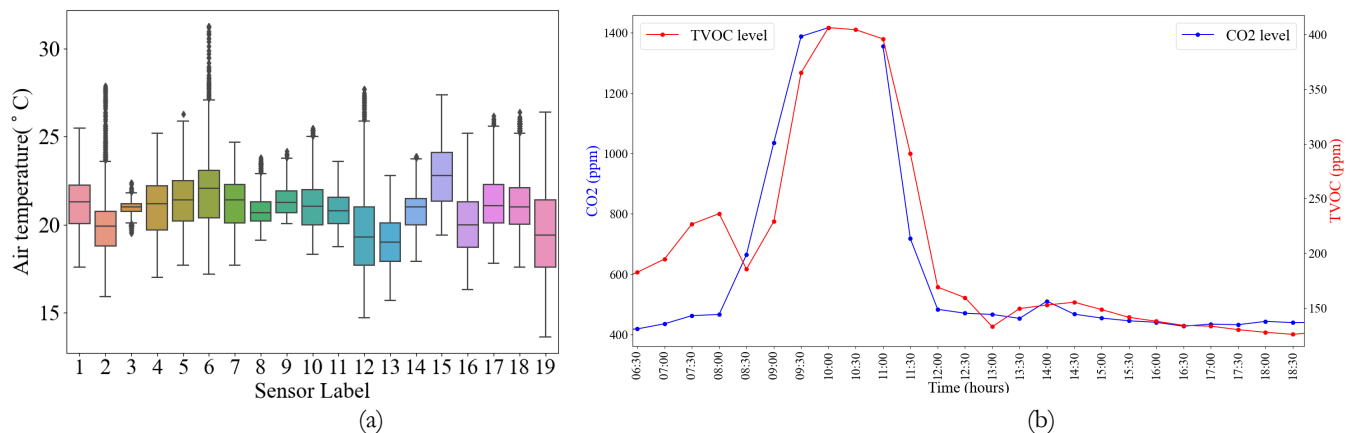 30
25
20
15
Air temperature(°C)
1 2 3 4 5 6 7 8 9 10 11 12 13 14 15 16 17 18 19
Sensor Label
(a)
TVOC level
CO2 level
1400
1200
1000
800
600
400
CO2 (ppm)
400
350
300
250
200
150
TVOC (ppm)
06:30 07:00 07:30 08:00 08:30 09:00 09:30 10:00 10:30 11:00 11:30 12:00 12:30 13:00 13:30 14:00 14:30 15:00 15:30 16:00 16:30 17:00 17:30 18:00 18:30
Time (hours)
(b)